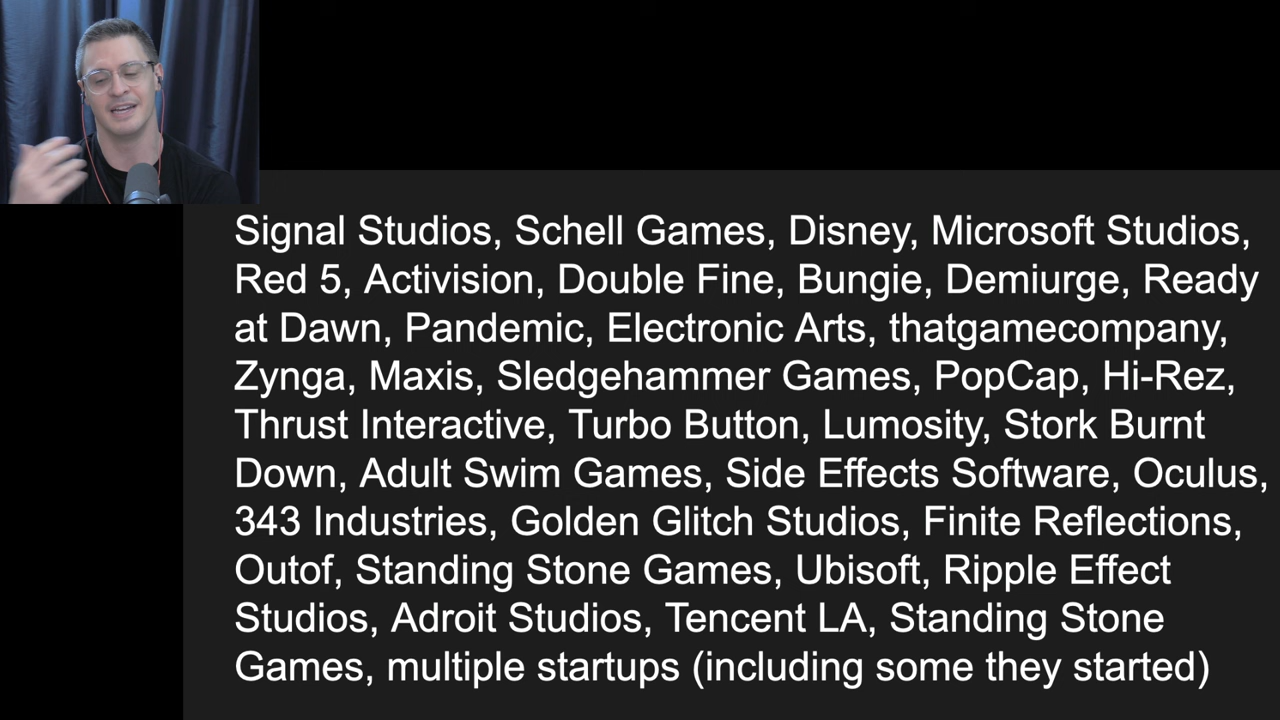 Signal Studios, Schell Games, Disney, Microsoft Studios,
Red 5, Activision, Double Fine, Bungie, Demiurge, Ready
at Dawn, Pandemic, Electronic Arts, thatgamecompany,
Zynga, Maxis, Sledgehammer Games, PopCap, Hi-Rez,
Thrust Interactive, Turbo Button, Lumosity, Stork Burnt
Down, Adult Swim Games, Side Effects Software, Oculus,
343 Industries, Golden Glitch Studios, Finite Reflections,
Outof, Standing Stone Games, Ubisoft, Ripple Effect
Studios, Adroit Studios, Tencent LA, Standing Stone
Games, multiple startups (including some they started)